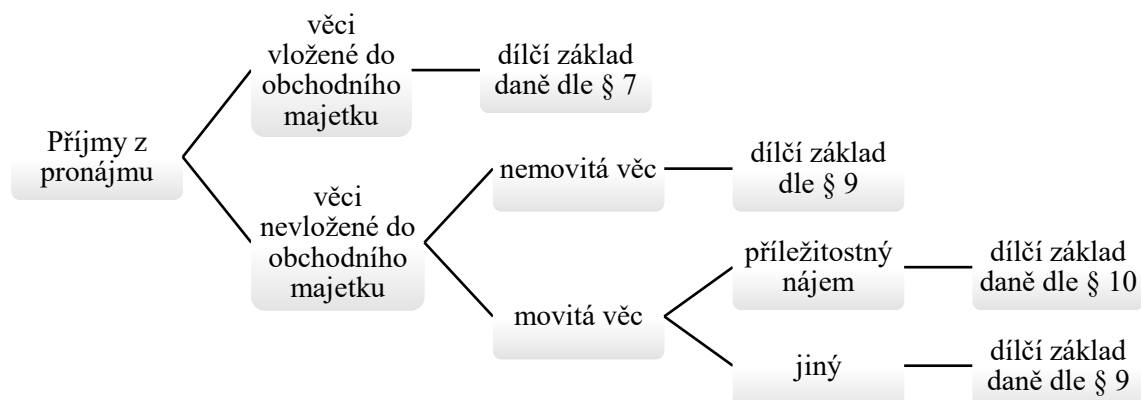 Příjmy z
pronájmu
věci
vložené do
obchodního
majetku
dílčí základ
daně dle § 7
věci
nevložené do
obchodního
majetku
nemovitá věc
dílčí základ
dle § 9
movitá věc
příležitostný
nájem
dílčí základ
daně dle § 10
jiný
dílčí základ
daně dle § 9